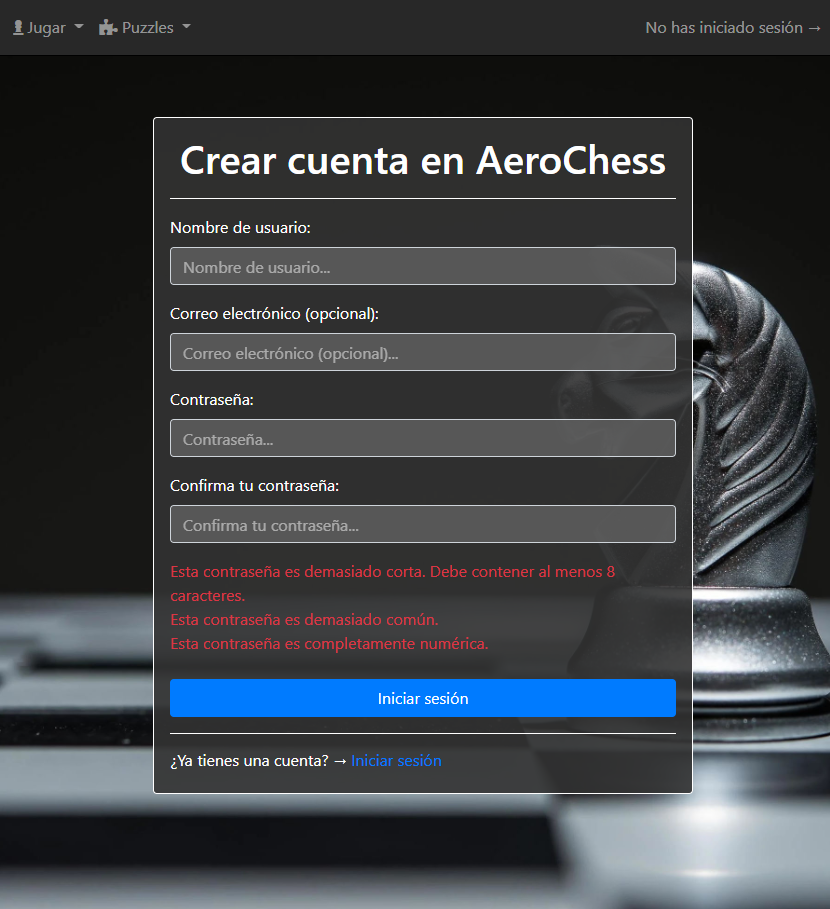 Jugar Puzzles No has iniciado sesión →
Crear cuenta en AeroChess
Nombre de usuario:
Nombre de usuario...
Correo electrónico (opcional):
Correo electrónico (opcional)...
Contraseña:
Contraseña...
Confirma tu contraseña:
Confirma tu contraseña...
Esta contraseña es demasiado corta. Debe contener al menos 8
caracteres.
Esta contraseña es demasiado común.
Esta contraseña es completamente numérica.
Iniciar sesión
¿Ya tienes una cuenta? → Iniciar sesión